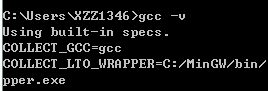 C:\Users\XZZ1346>gcc -v
Using built-in specs.
COLLECT_GCC=gcc
COLLECT_LTO_WRAPPER=C:/MinGW/bin/
pper.exe